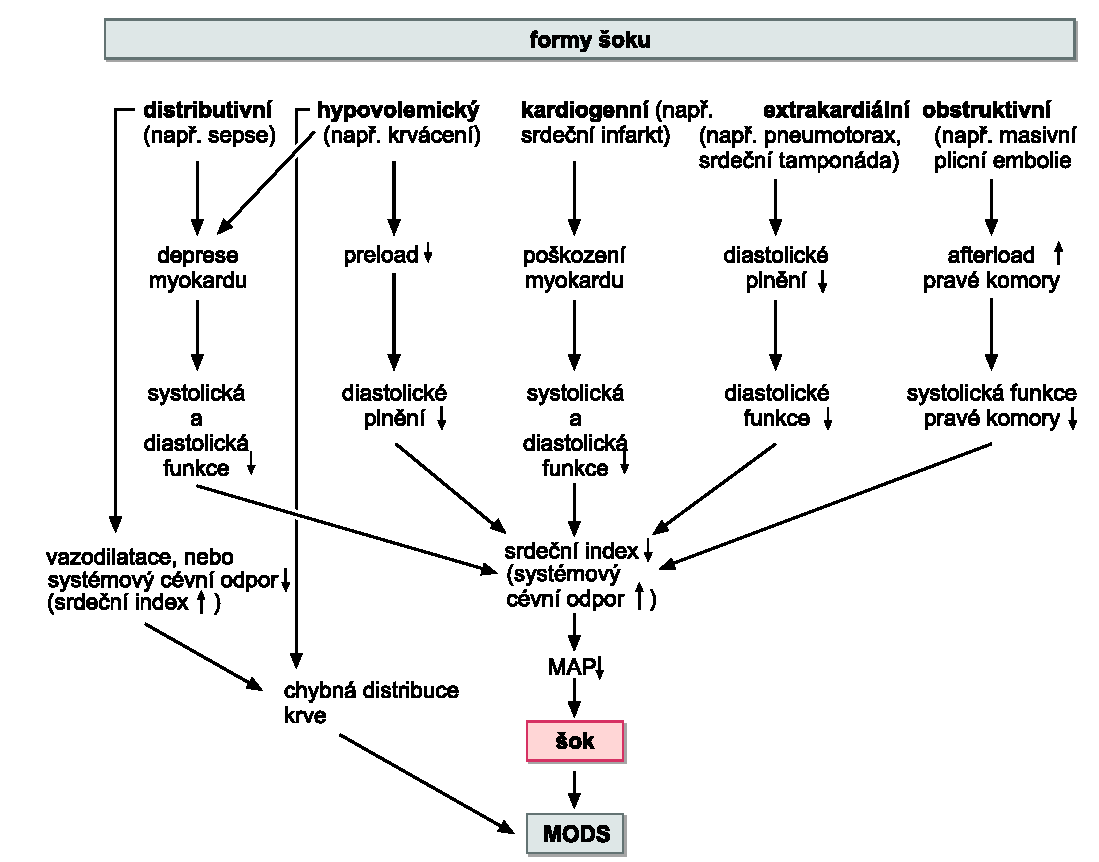 formy šoku
distributivní
(např. sepse)
hypovolemický
(např. krvácení)
kardiogenní (např.
srdeční infarkt)
extrakardiální
(např. pneumotorax,
srdeční tamponáda)
obstruktivní
(např. masivní
plicní embolie
deprese
myokardu
preload ↓
poškození
myokardu
diastolické
plnění ↓
afterload ↑
pravé komory
systolická
a
diastolická
funkce ↓
diastolické
plnění ↓
systolická
a
diastolická
funkce ↓
diastolické
funkce ↓
systolická funkce
pravé komory ↓
vazodilatace, nebo
systémový cévní odpor ↓
(srdeční index ↑ )
srdeční index ↓
(systémový
cévní odpor ↑ )
MAP ↓
chybná distribuce
krve
šok
MODS